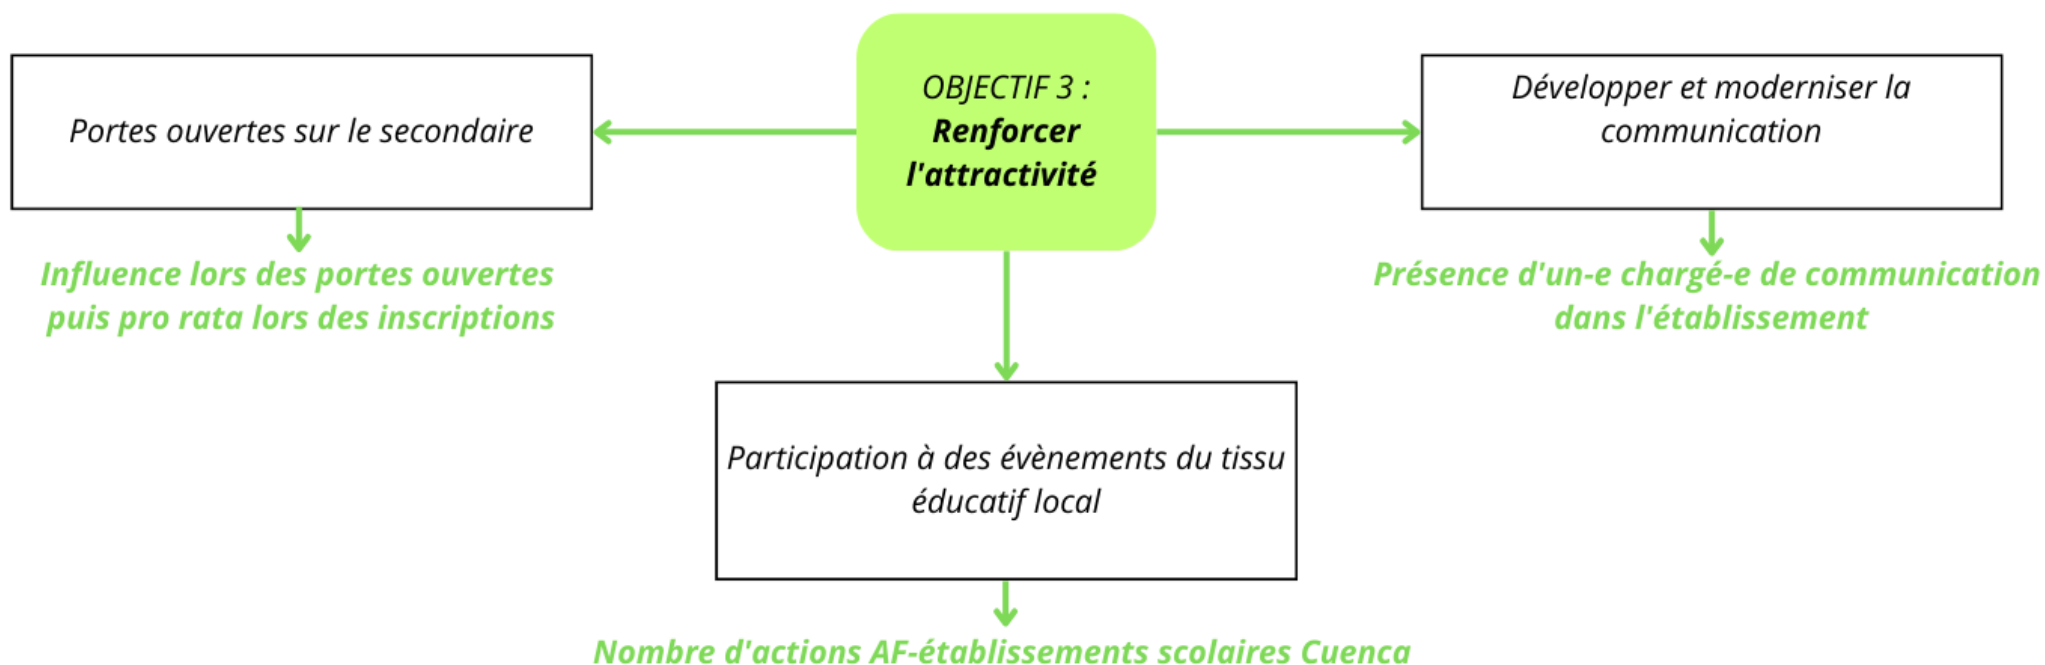 OBJECTIF 3 :
Renforcer
l'attractivité
Portes ouvertes sur le secondaire
Influence lors des portes ouvertes
puis pro rata lors des inscriptions
Développer et moderniser la
communication
Présence d'un-e chargé-e de communication
dans l'établissement
Participation à des évènements du tissu
éducatif local
Nombre d'actions AF-établissements scolaires Cuenca